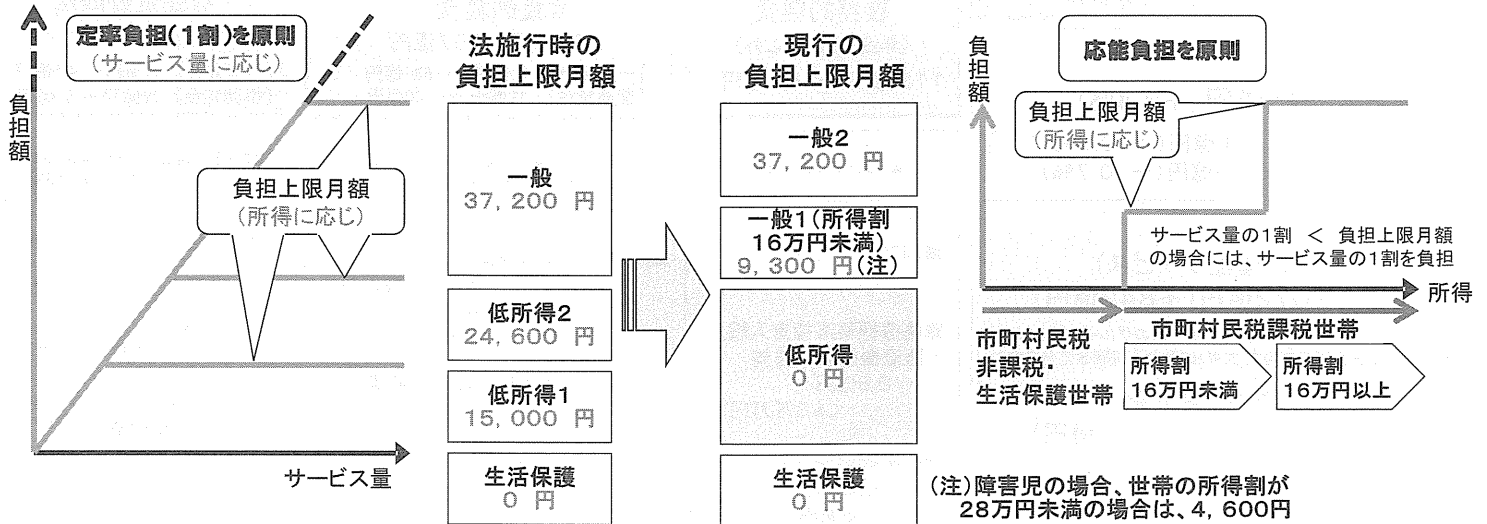 定率負担(1割)を原則
(サービス量に応じ)
負担額
負担上限月額
(所得に応じ)
サービス量
法施行時の
負担上限月額
一般
37,200 円
低所得2
24,600 円
低所得1
15,000 円
生活保護
0 円
現行の
負担上限月額
一般2
37,200 円
一般1(所得割
16万円未満)
9,300 円(注)
低所得
0 円
生活保護
0 円
負担額
応能負担を原則
負担上限月額
(所得に応じ)
サービス量の1割 < 負担上限月額
の場合には、サービス量の1割を負担
所得
市町村民税
非課税・
生活保護世帯
市町村民税課税世帯
所得割
16万円未満
所得割
16万円以上
(注)障害児の場合、世帯の所得割が
28万円未満の場合は、4,600円